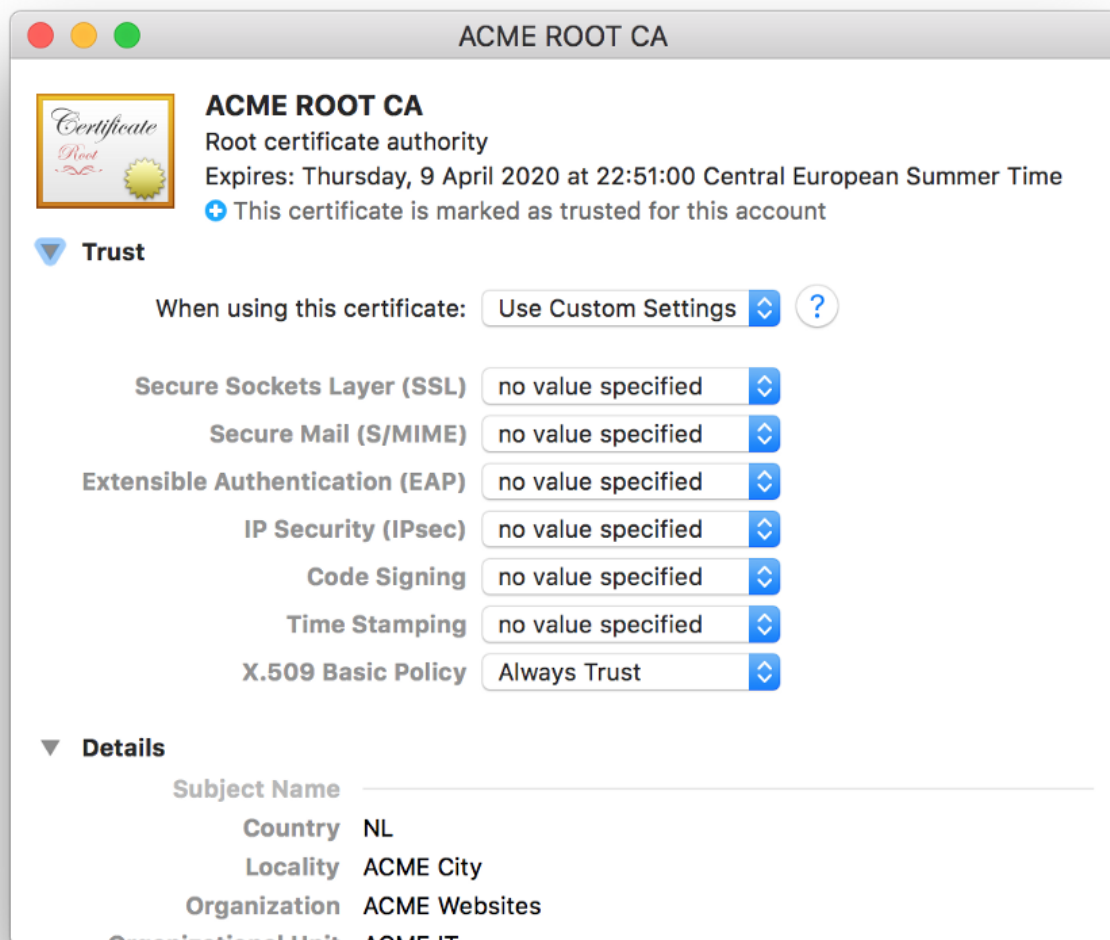 ACME ROOT CA
Certificate
Root
ACME ROOT CA
Root certificate authority
Expires: Thursday, 9 April 2020 at 22:51:00 Central European Summer Time
This certificate is marked as trusted for this account
Trust
When using this certificate: Use Custom Settings ?
Secure Sockets Layer (SSL) no value specified
Secure Mail (S/MIME) no value specified
Extensible Authentication (EAP) no value specified
IP Security (IPsec) no value specified
Code Signing no value specified
Time Stamping no value specified
X.509 Basic Policy Always Trust
Details
Subject Name
Country NL
Locality ACME City
Organization ACME Websites
Organizational Unit ACME IT